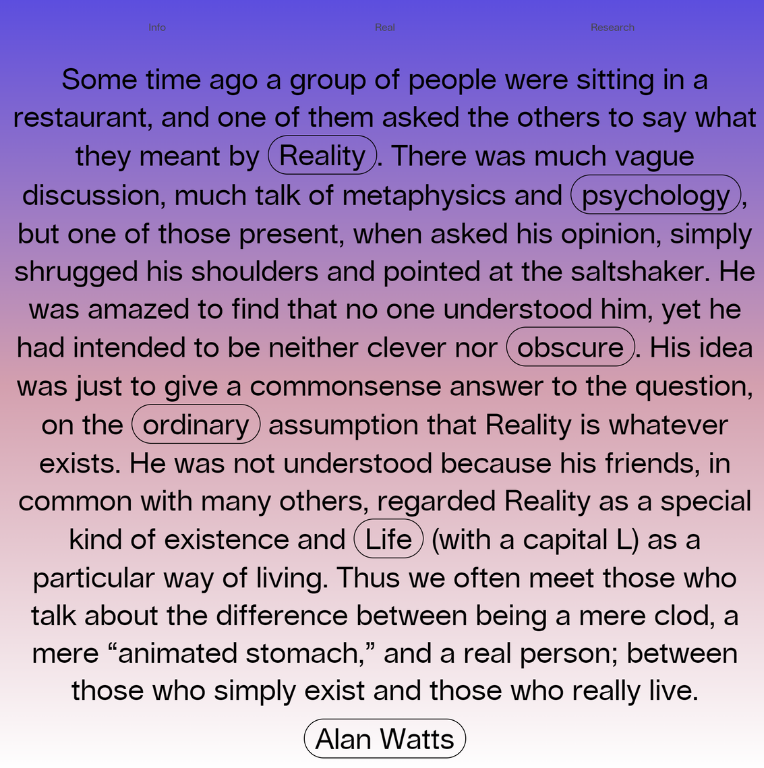 Info Real Research
Some time ago a group of people were sitting in a
restaurant, and one of them asked the others to say what
they meant by Reality. There was much vague
discussion, much talk of metaphysics and psychology,
but one of those present, when asked his opinion, simply
shrugged his shoulders and pointed at the saltshaker. He
was amazed to find that no one understood him, yet he
had intended to be neither clever nor obscure. His idea
was just to give a commonsense answer to the question,
on the ordinary assumption that Reality is whatever
exists. He was not understood because his friends, in
common with many others, regarded Reality as a special
kind of existence and Life (with a capital L) as a
particular way of living. Thus we often meet those who
talk about the difference between being a mere clod, a
mere “animated stomach,” and a real person; between
those who simply exist and those who really live.
Alan Watts